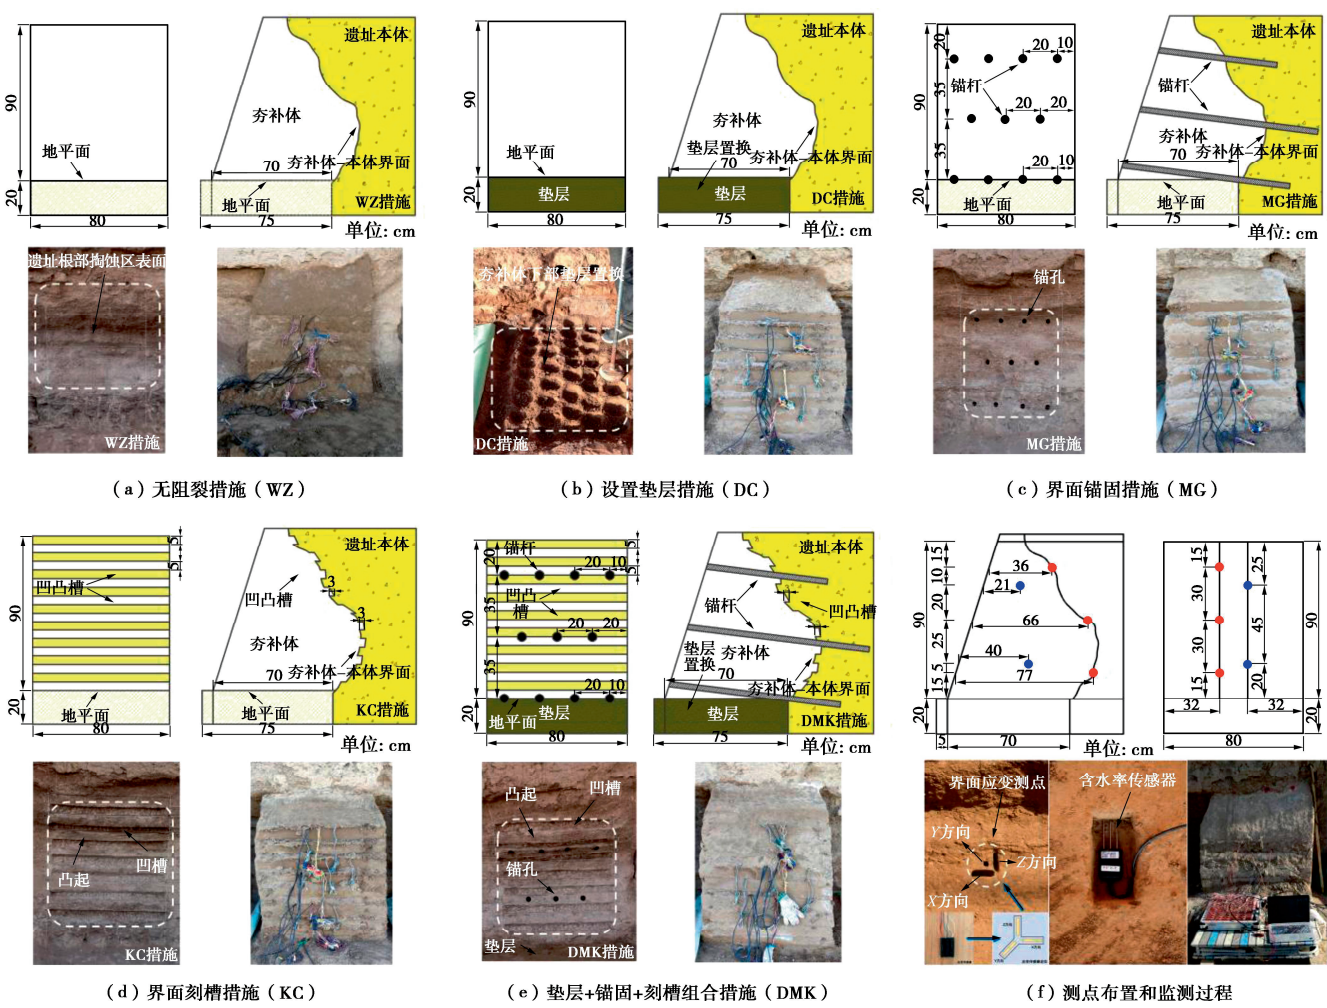 遗址本体
90
夯补体
地平面
70
夯补体-本体界面
20
80
地平面
75
WZ措施
单位: cm
遗址根部掏蚀区表面
WZ措施
(a) 无阻裂措施 (WZ)
遗址本体
90
夯补体
地平面
垫层置换
70
夯补体-本体界面
20
垫层
垫层
DC措施
80
75
单位: cm
夯补体下部垫层置换
DC措施
(b) 设置垫层措施 (DC)
20
20
10
遗址本体
90
35
锚杆
锚杆
20
20
夯补体
35
70
夯补体-本体界面
20
10
20
地平面
地平面
MG措施
80
75
单位: cm
锚孔
MG措施
(c) 界面锚固措施 (MG)
5
5
遗址本体
90
凹凸槽
凹凸槽
3
3
夯补体
70
夯补体-本体界面
20
地平面
地平面
KC措施
80
75
单位: cm
凸起
凹槽
KC措施
(d) 界面刻槽措施 (KC)
20
锚杆
20
10
5
5
遗址本体
90
35
凹凸
槽
锚杆
凹凸槽
20
20
35
垫层
置换
夯补体
70
夯补体-本体界面
20
10
20
地平面
垫层
垫层
DMK措施
80
75
单位: cm
凸起
凹槽
锚孔
垫层
DMK措施
(e) 垫层+锚固+刻槽组合措施 (DMK)
15
10
20
25
15
15
90
20
36
21
66
40
77
5
70
单位: cm
15
30
30
15
25
45
20
90
20
32
32
80
界面应变测点
Y方向
Z方向
X方向
含水率传感器
(f) 测点布置和监测过程